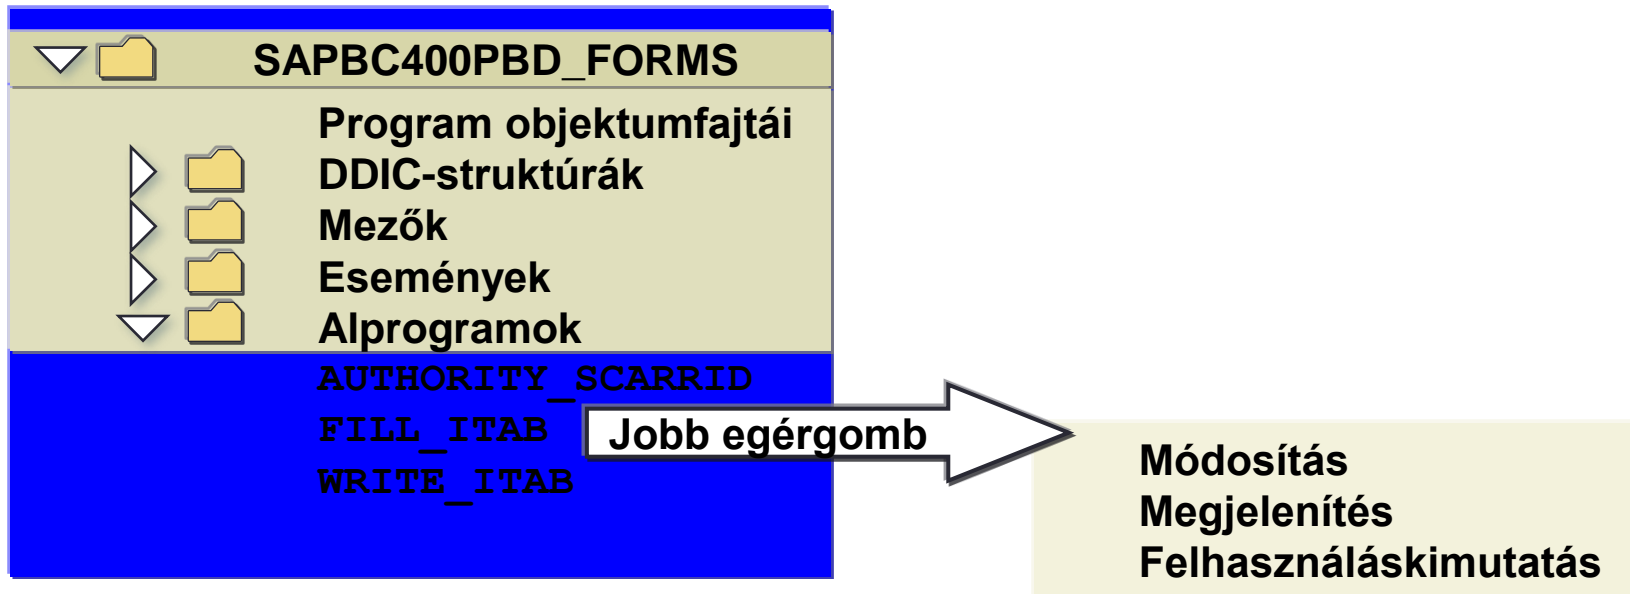 SAPBC400PBD_FORMS
Program objektumfajtái
DDIC-struktúrák
Mezők
Események
Alprogramok
AUTHORITY_SCARRID
FILL_ITAB
WRITE_ITAB
Jobb egérgomb
Módosítás
Megjelenítés
Felhasználáskimutatás